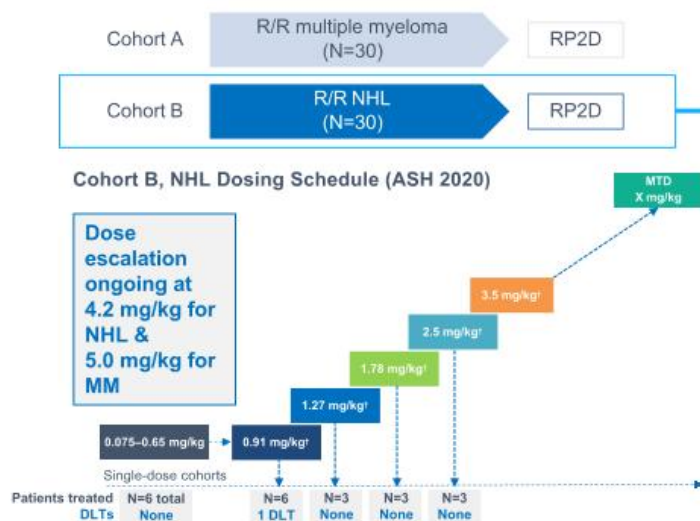 Cohort A
R/R multiple myeloma
(N=30)
RP2D
Cohort B
R/R NHL
(N=30)
RP2D
Cohort B, NHL Dosing Schedule (ASH 2020)
MTD
X mg/kg
Dose
escalation
ongoing at
4.2 mg/kg for
NHL &
5.0 mg/kg for
MM
3.5 mg/kg†
2.5 mg/kg†
1.78 mg/kg†
1.27 mg/kg†
0.075–0.65 mg/kg
0.91 mg/kg†
Single-dose cohorts
Patients treated
N=6 total
N=6
N=3
N=3
N=3
DLTs
None
1 DLT
None
None
None